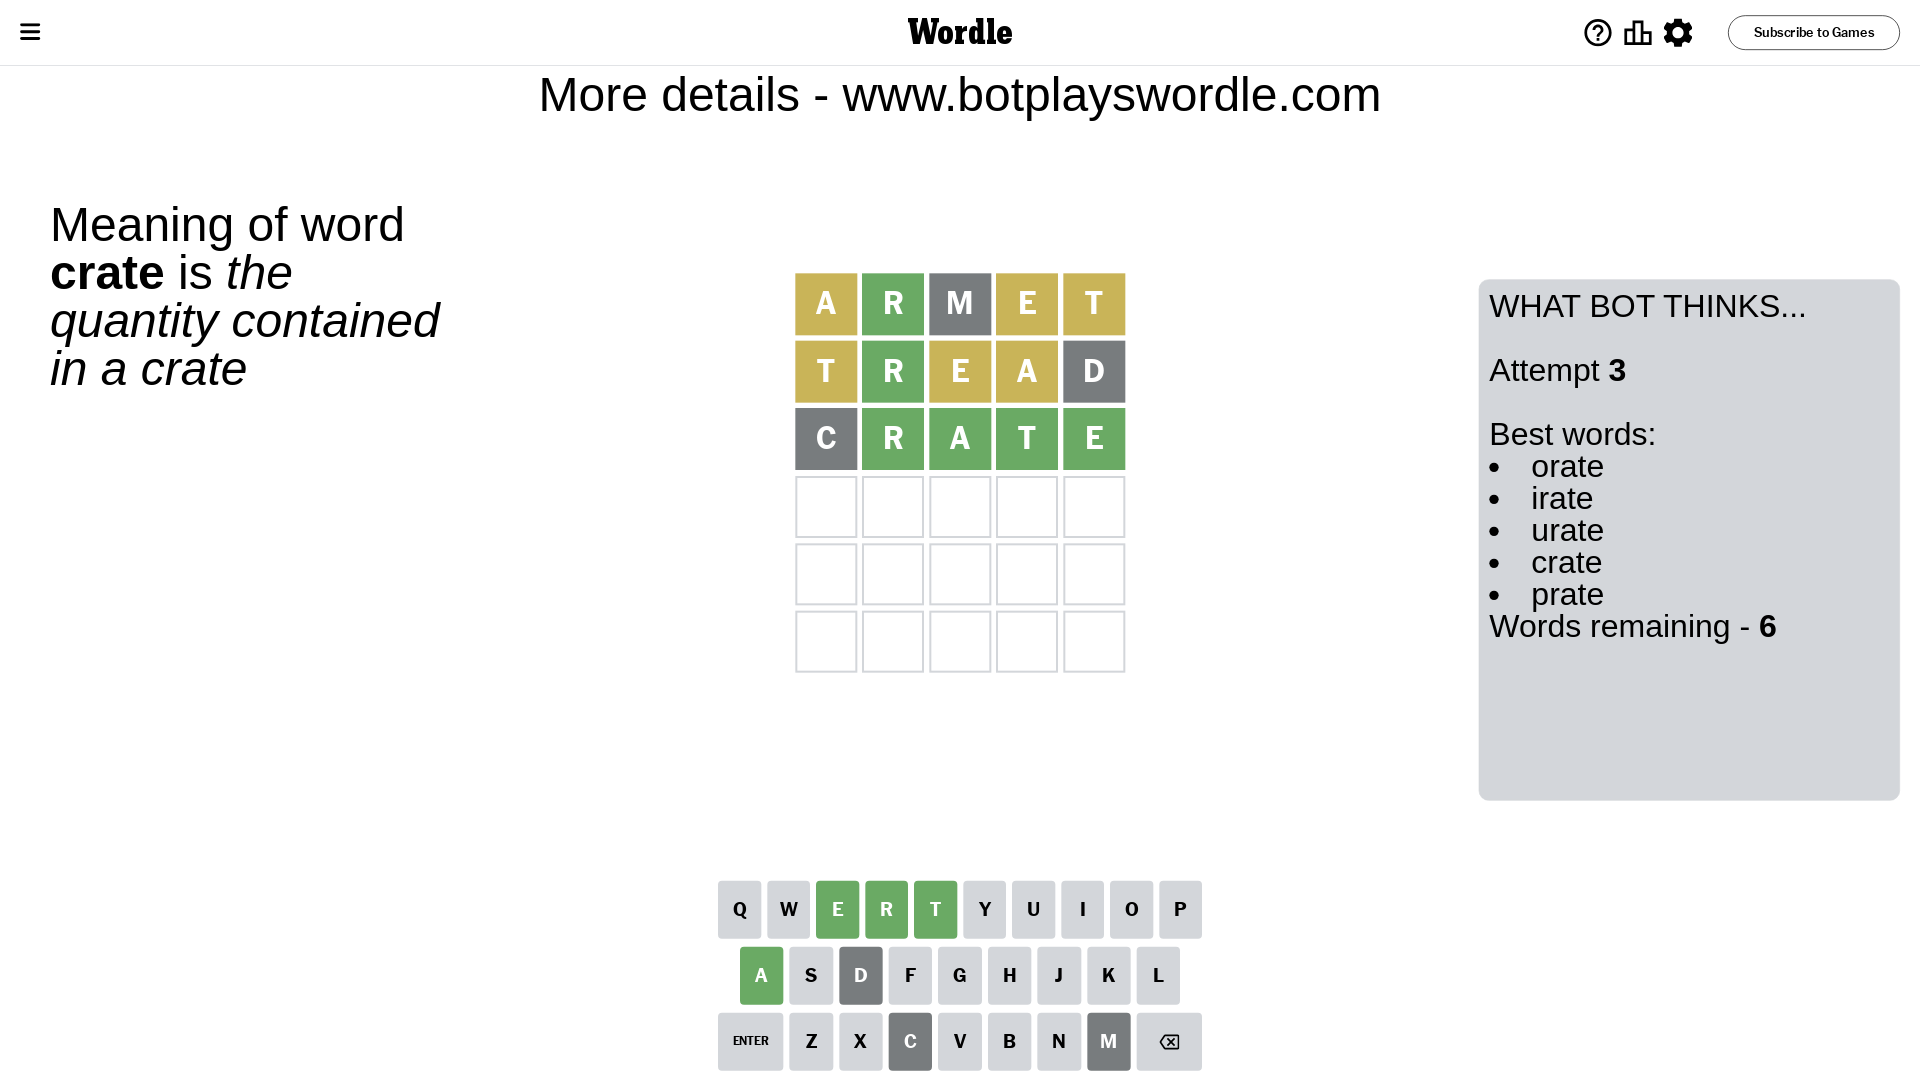 Wordle
Subscribe to Games
More details - www.botplayswordle.com
Meaning of word
crate is the
quantity contained
in a crate
A R M E T
T R E A D
C R A T E
WHAT BOT THINKS...
Attempt 3
Best words:
• orate
• irate
• urate
• crate
• prate
Words remaining - 6
Q W E R T Y U I O P
A S D F G H J K L
ENTER Z X C V B N M